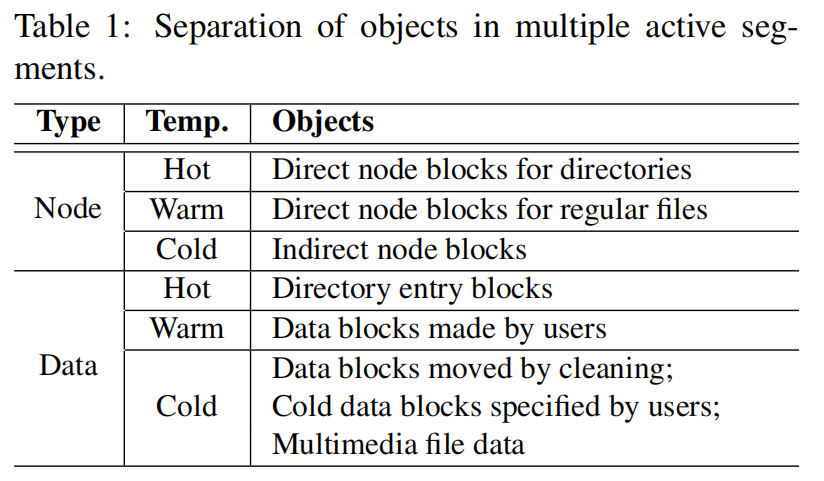 Table 1: Separation of objects in multiple active seg-
ments.
Type Temp. Objects
Node
Hot Direct node blocks for directories
Warm Direct node blocks for regular files
Cold Indirect node blocks
Data
Hot Directory entry blocks
Warm Data blocks made by users
Cold
Data blocks moved by cleaning;
Cold data blocks specified by users;
Multimedia file data